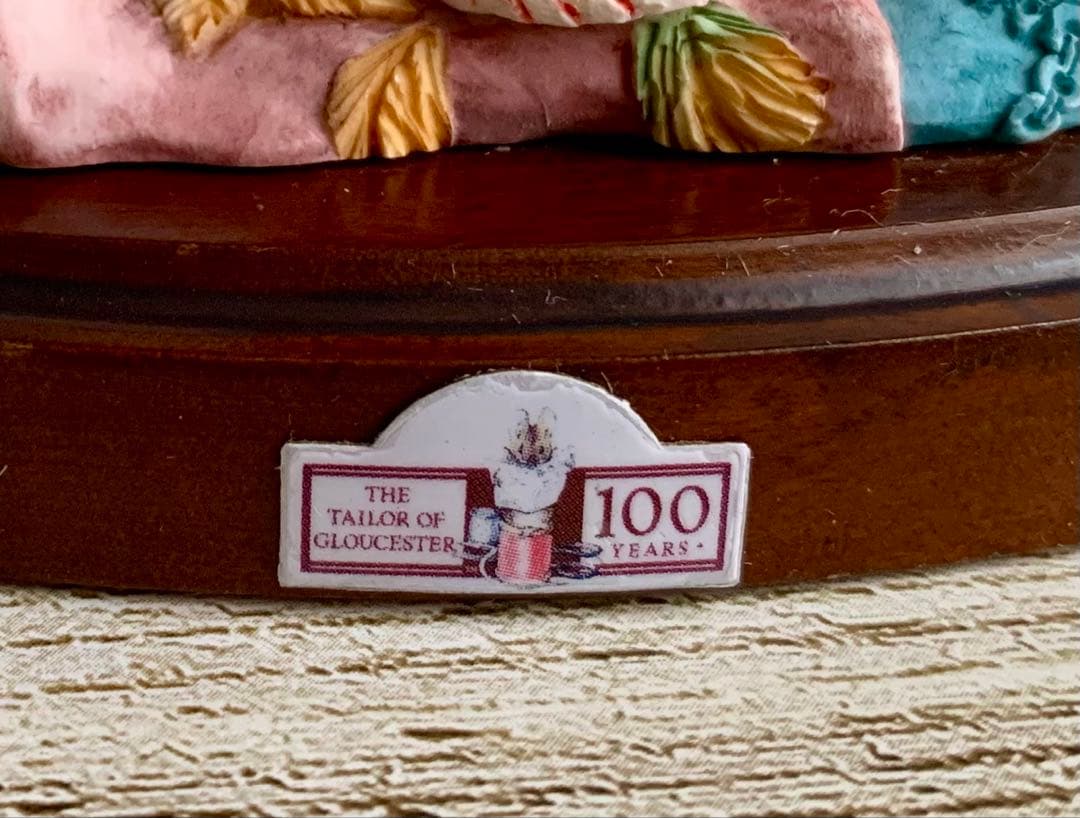 THE
TAILOR OF
GLOUCESTER
100
YEARS